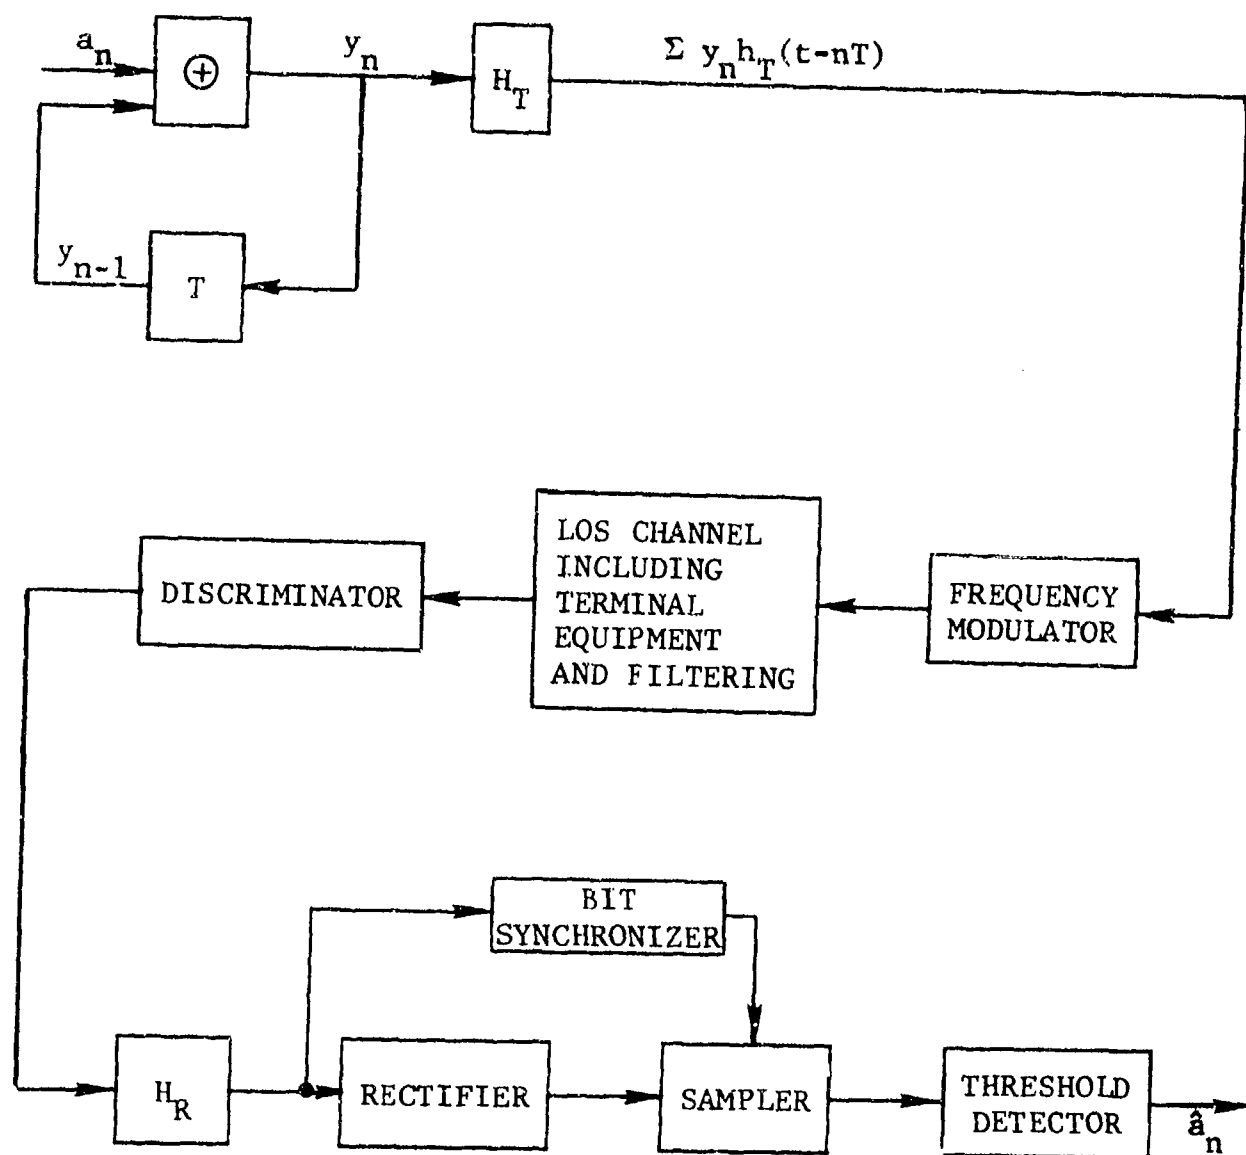 a_n
⊕
y_n
H_T
Σ y_n h_T(t-nT)
y_{n-1}
T
LOS CHANNEL
INCLUDING
TERMINAL
EQUIPMENT
AND FILTERING
DISCRIMINATOR
FREQUENCY
MODULATOR
BIT
SYNCHRONIZER
H_R
RECTIFIER
SAMPLER
THRESHOLD
DETECTOR
â_n